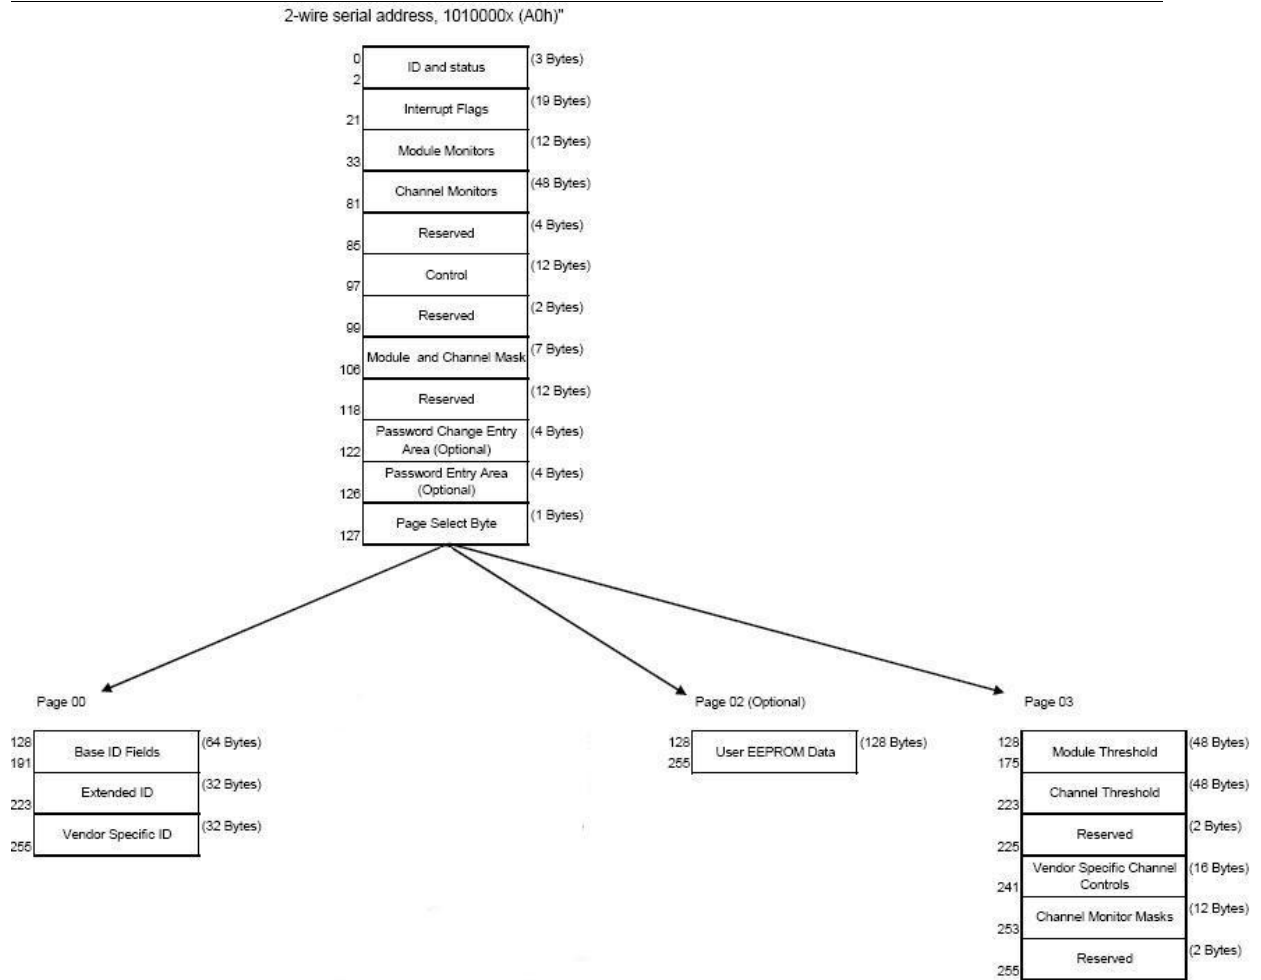 2-wire serial address, 1010000x (A0h)"
0
ID and status
(3 Bytes)
2
Interrupt Flags
(19 Bytes)
21
Module Monitors
(12 Bytes)
33
Channel Monitors
(48 Bytes)
81
Reserved
(4 Bytes)
85
Control
(12 Bytes)
97
Reserved
(2 Bytes)
99
Module and Channel Mask
(7 Bytes)
106
Reserved
(12 Bytes)
118
Password Change Entry
Area (Optional)
(4 Bytes)
122
Password Entry Area
(Optional)
(4 Bytes)
126
Page Select Byte
(1 Bytes)
127
Page 00
128
Base ID Fields
(64 Bytes)
191
Extended ID
(32 Bytes)
223
Vendor Specific ID
(32 Bytes)
255
Page 02 (Optional)
128
User EEPROM Data
(128 Bytes)
255
Page 03
128
Module Threshold
(48 Bytes)
175
Channel Threshold
(48 Bytes)
223
Reserved
(2 Bytes)
225
Vendor Specific Channel
Controls
(16 Bytes)
241
Channel Monitor Masks
(12 Bytes)
253
Reserved
(2 Bytes)
255